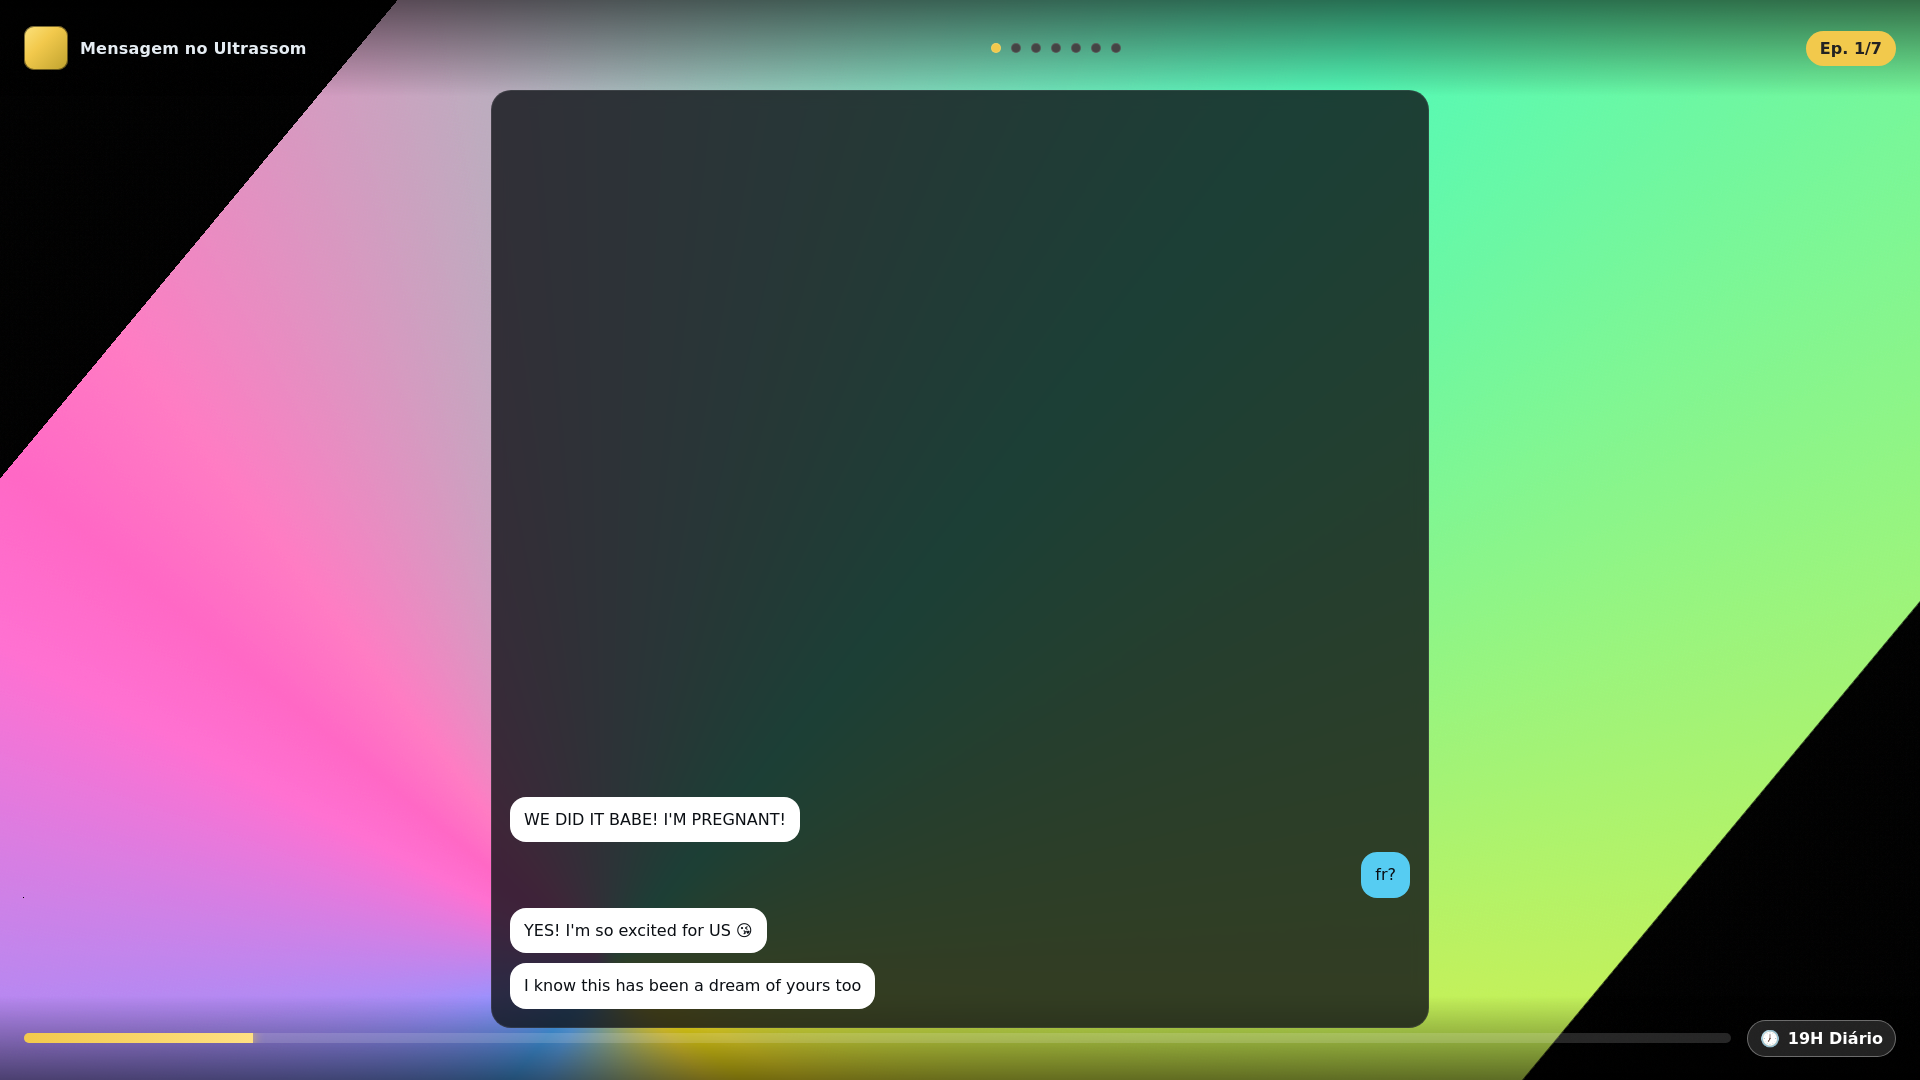 Mensagem no Ultrassom
Ep. 1/7
WE DID IT BABE! I'M PREGNANT!
fr?
YES! I'm so excited for US 😘
I know this has been a dream of yours too
🕖 19H Diário